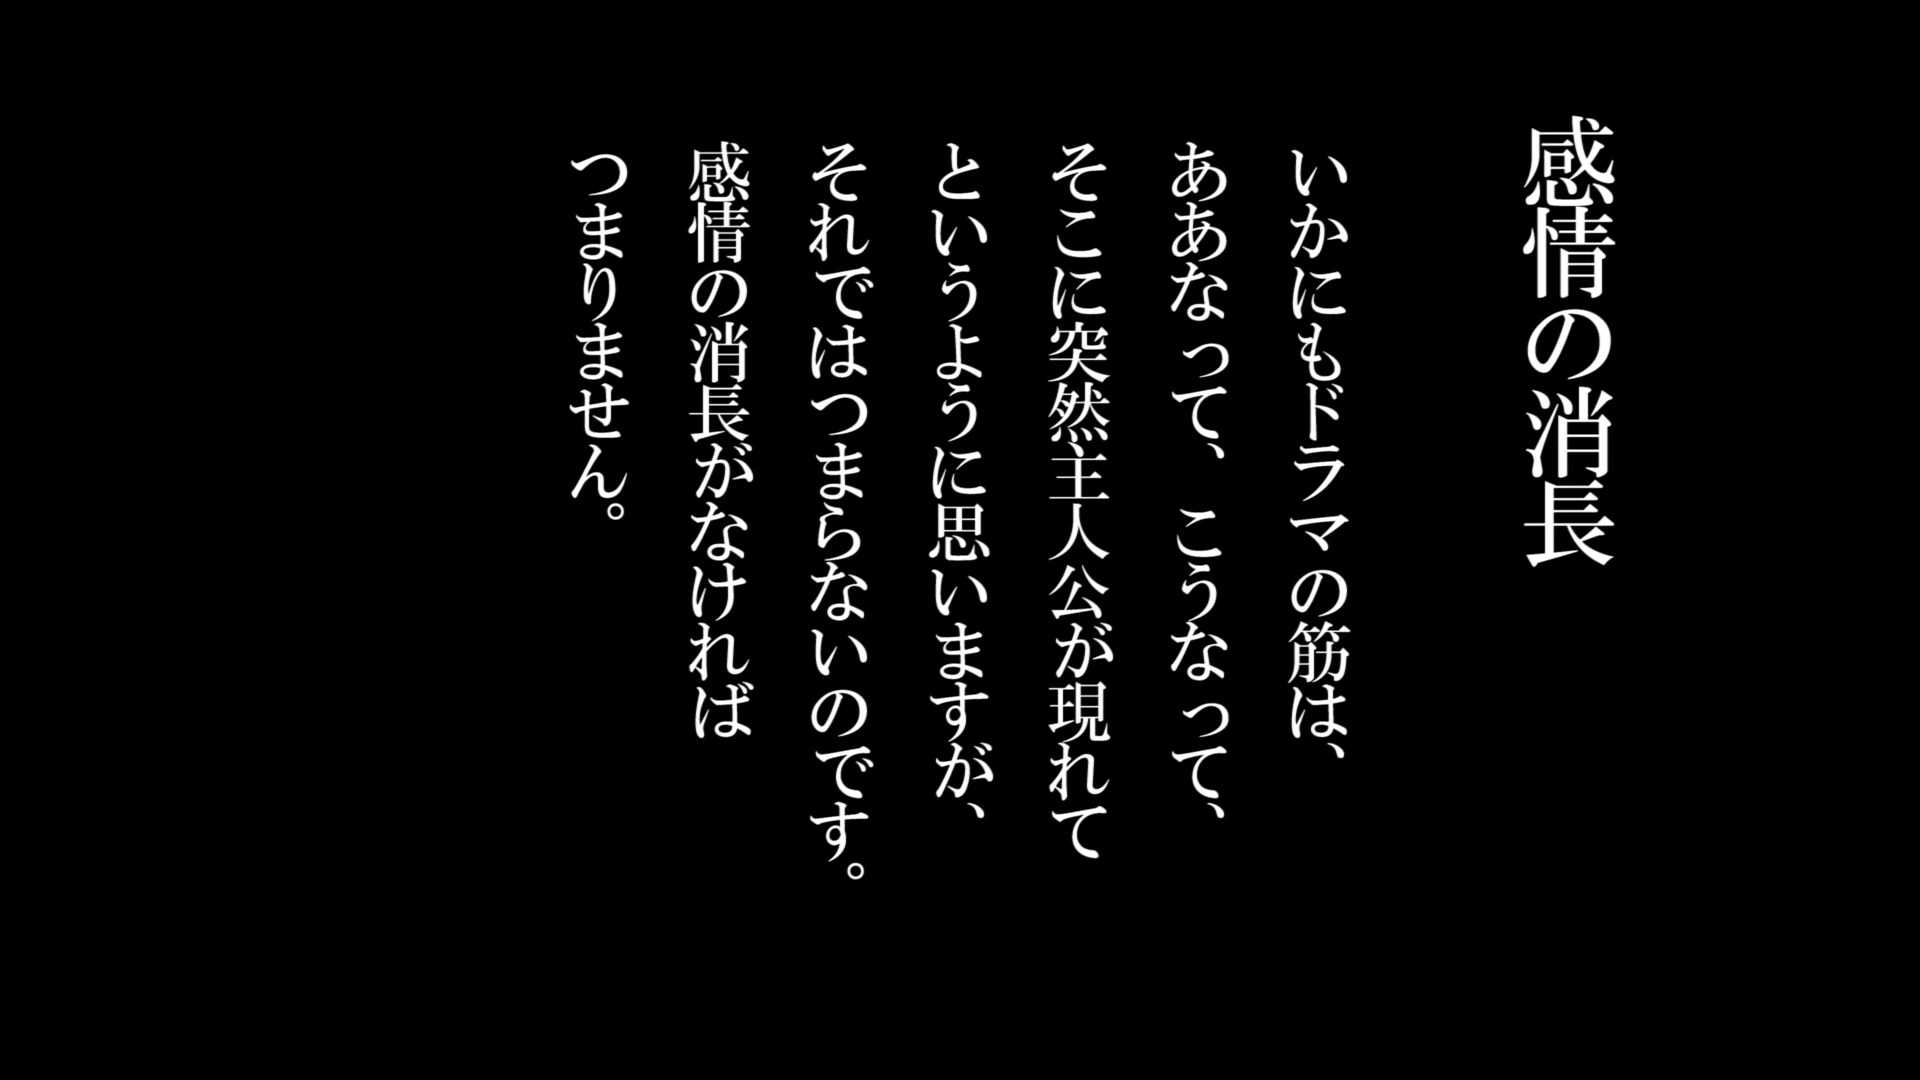 感情の消長
いかにもドラマの筋は、
ああなって、こうなって、
そこに突然主人公が現れて
というように思いますが、
それではつまらないのです。
感情の消長がなければ
つまりません。